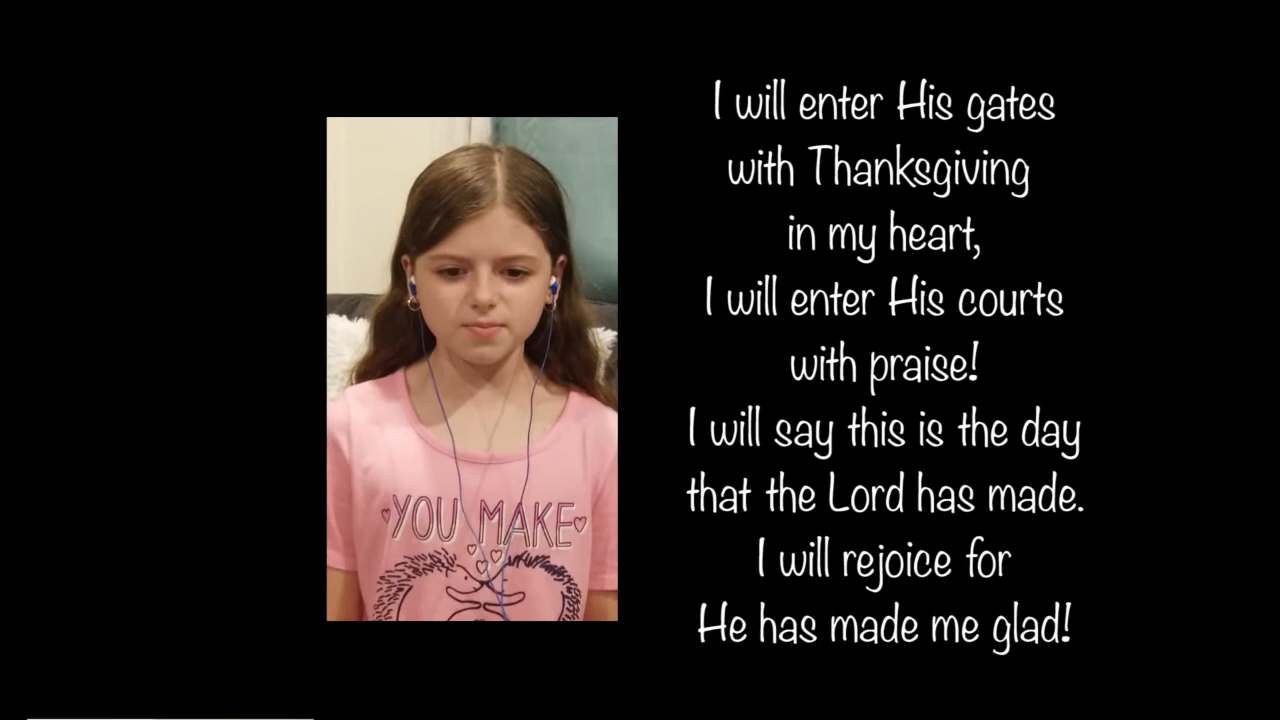 I will enter His gates
with Thanksgiving
in my heart,
I will enter His courts
with praise!
I will say this is the day
that the Lord has made.
I will rejoice for
He has made me glad!
YOU MAKE